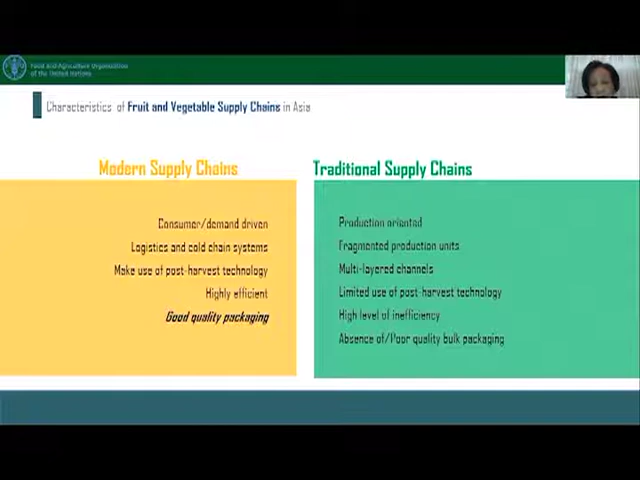 Food and Agriculture Organization
of the United Nations
Characteristics of Fruit and Vegetable Supply Chains in Asia
Modern Supply Chains
Consumer/demand driven
Logistics and cold chain systems
Make use of post-harvest technology
Highly efficient
Good quality packaging
Traditional Supply Chains
Production oriented
Fragmented production units
Multi-layered channels
Limited use of post-harvest technology
High level of inefficiency
Absence of/Poor quality bulk packaging